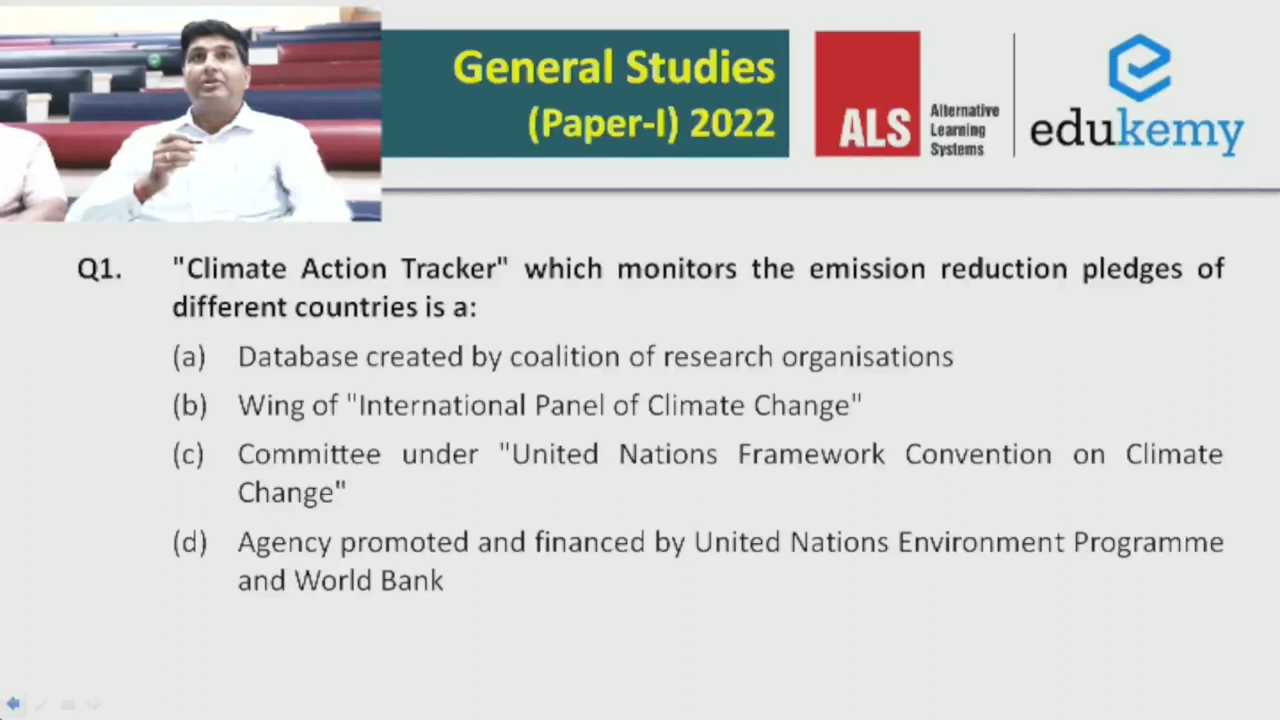 General Studies
(Paper-I) 2022
ALS
Alternative
Learning
Systems
edukemy
Q1. "Climate Action Tracker" which monitors the emission reduction pledges of
different countries is a:
(a) Database created by coalition of research organisations
(b) Wing of "International Panel of Climate Change"
(c) Committee under "United Nations Framework Convention on Climate
Change"
(d) Agency promoted and financed by United Nations Environment Programme
and World Bank